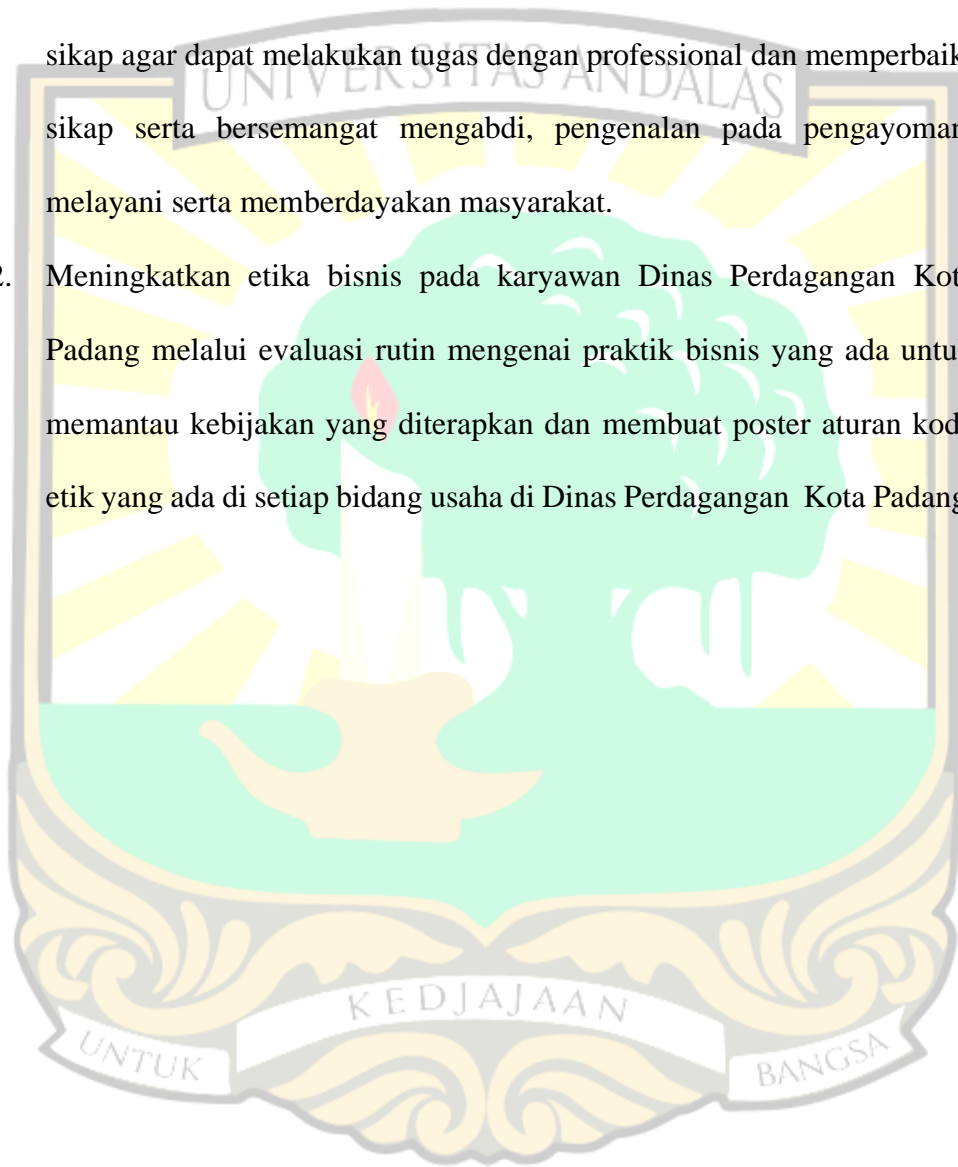 sikap agar dapat melakukan tugas dengan professional dan memperbaik
UNIVERSITAS ANDALAS
sikap serta bersemangat mengabdi, pengenalan pada pengayoman
melayani serta memberdayakan masyarakat.
2. Meningkatkan etika bisnis pada karyawan Dinas Perdagangan Kot
Padang melalui evaluasi rutin mengenai praktik bisnis yang ada untu
memantau kebijakan yang diterapkan dan membuat poster aturan kod
etik yang ada di setiap bidang usaha di Dinas Perdagangan Kota Padang
UNTUK KEDJAJAAN BANGSA